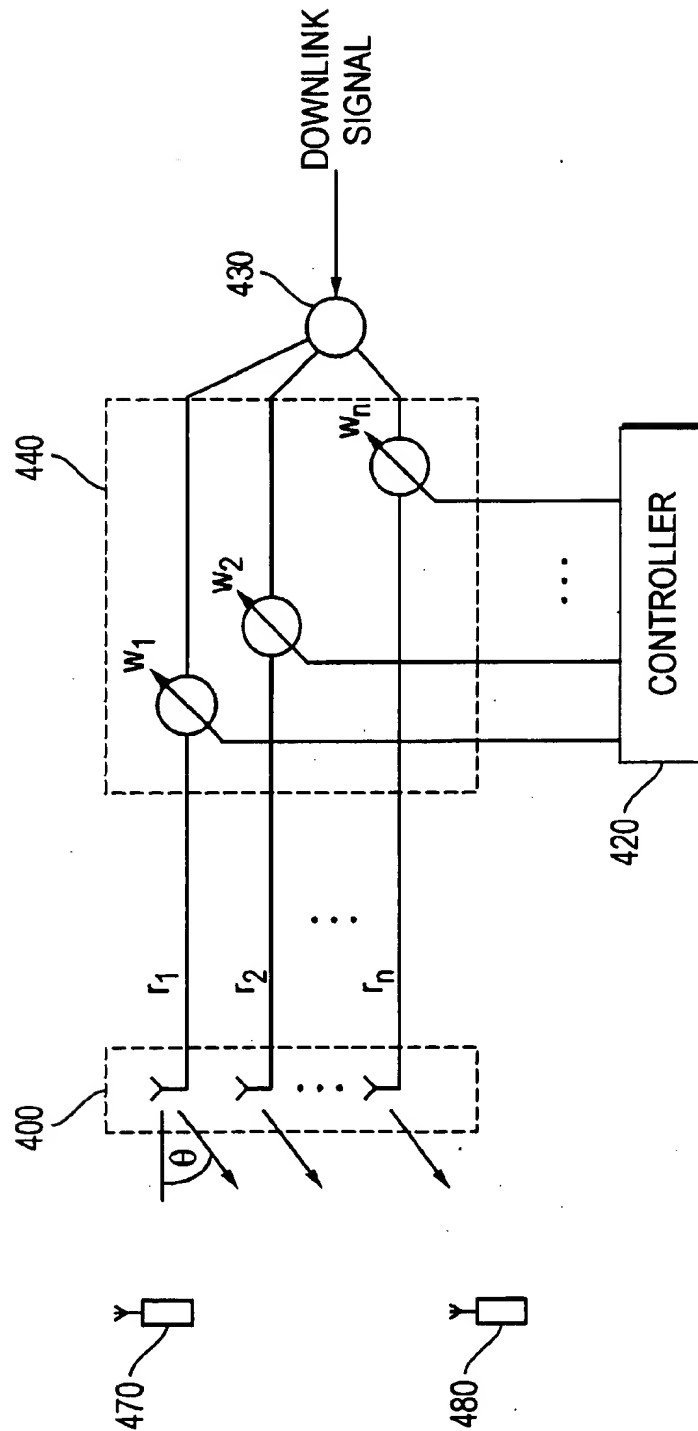 400
440
430
DOWNLINK
SIGNAL
r1
r2
rn
...
...
...
w1
w2
wn
θ
470
480
420
CONTROLLER